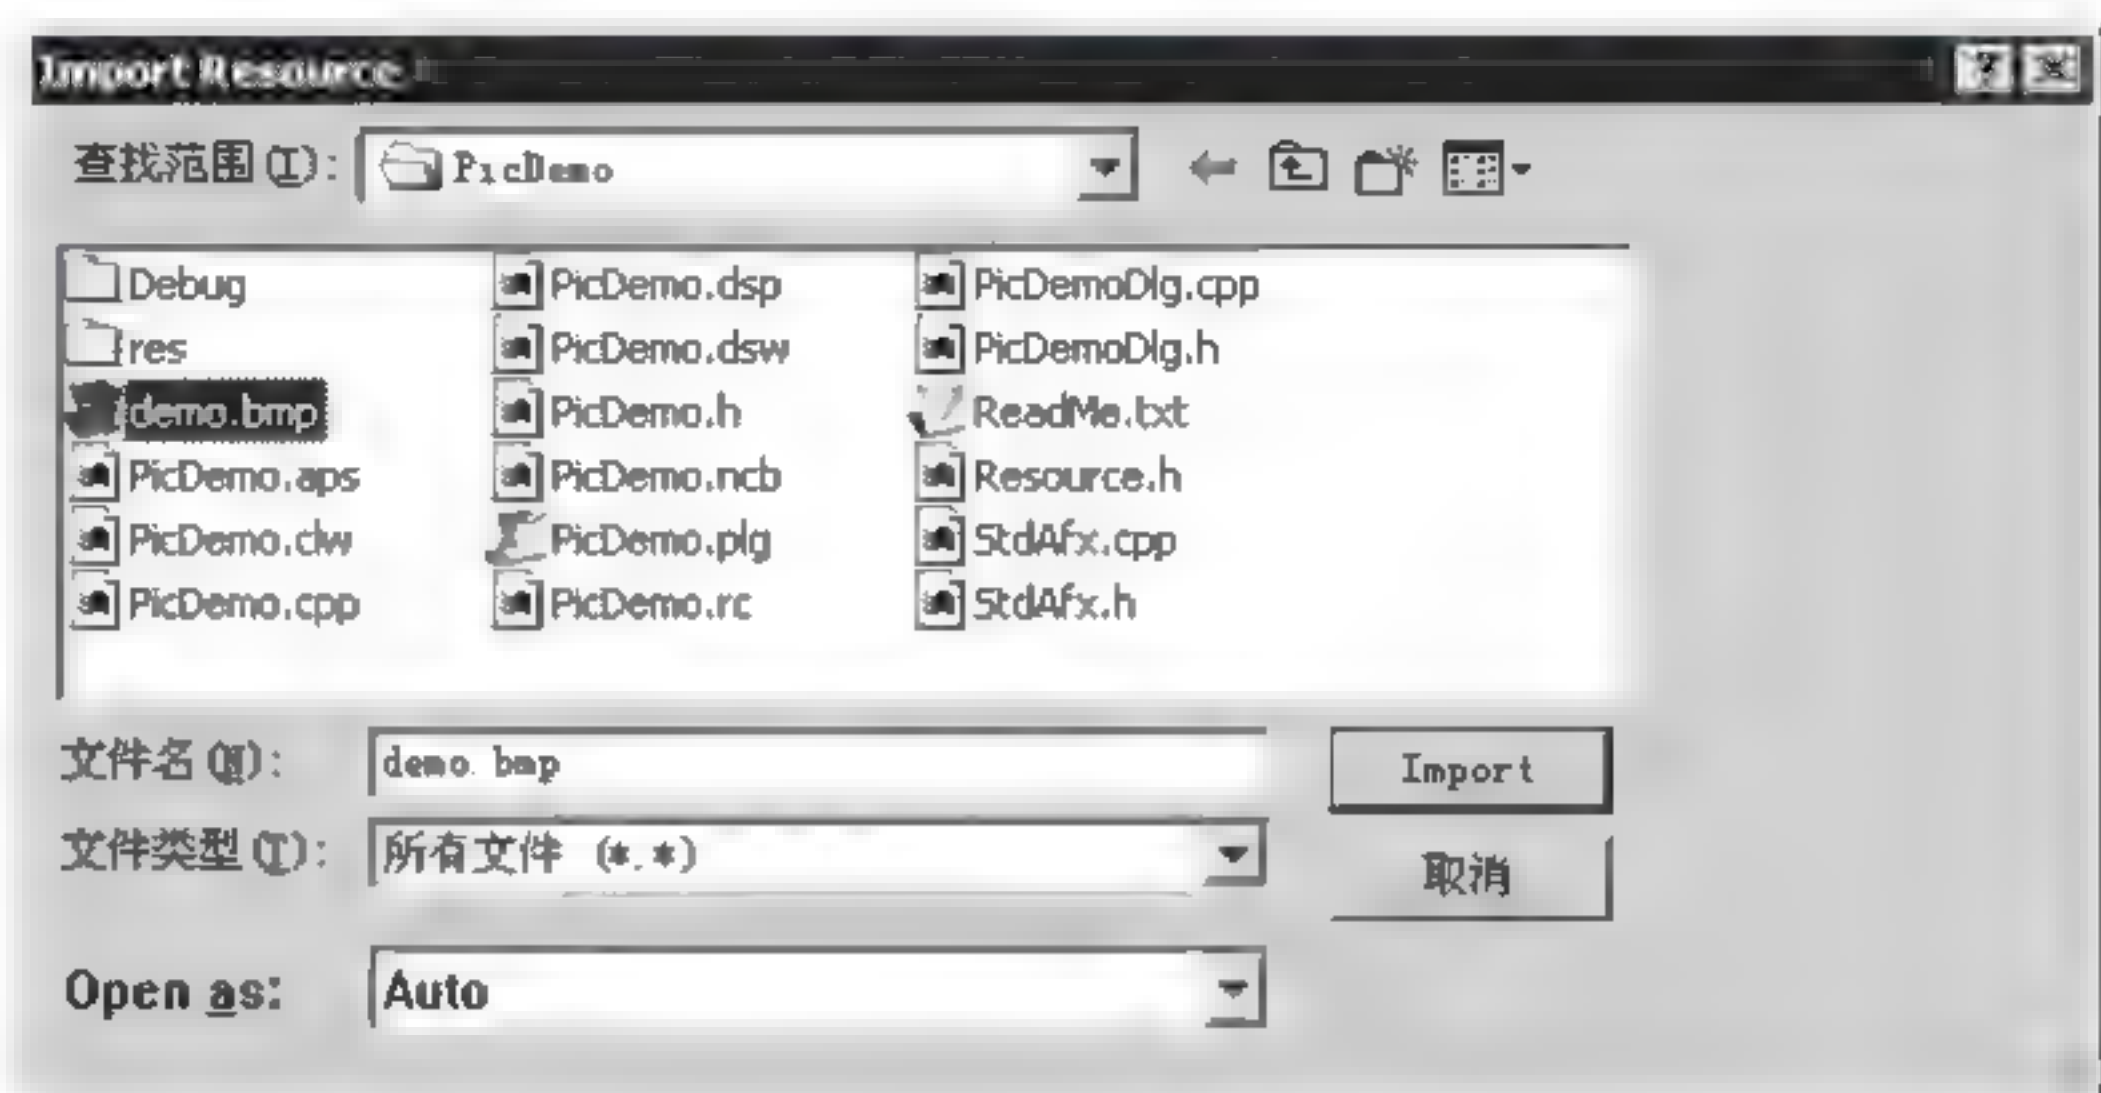 Import Resource
查找范围(I): PicDemo
Debug PicDemo.dsp PicDemoDlg.cpp
res PicDemo.dsw PicDemoDlg.h
demo.bmp PicDemo.h ReadMe.txt
PicDemo.aps PicDemo.ncb Resource.h
PicDemo.clw PicDemo.plg StdAfx.cpp
PicDemo.cpp PicDemo.rc StdAfx.h
文件名(N): demo.bmp Import
文件类型(T): 所有文件 (*.*) 取消
Open as: Auto